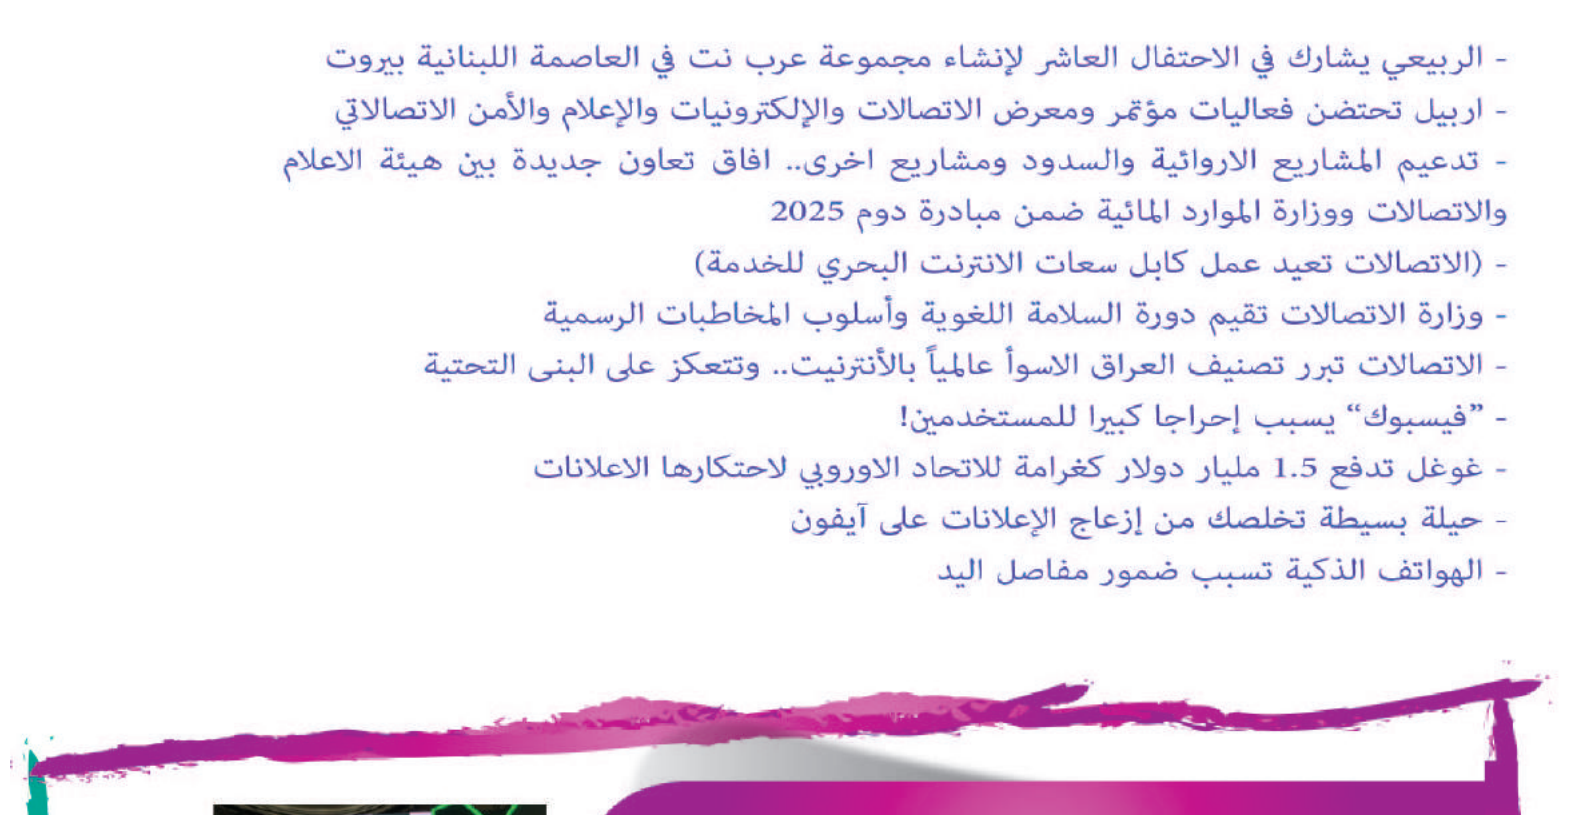 - الربيعي يشارك في الاحتفال العاشر لإنشاء مجموعة عرب نت في العاصمة اللبنانية بيروت
- اربيل تحتضن فعاليات مؤتمر ومعرض الاتصالات والإلكترونيات والإعلام والأمن الاتصالاتي
- تدعيم المشاريع الاروائية والسدود ومشاريع اخرى.. افاق تعاون جديدة بين هيئة الاعلام
والاتصالات ووزارة الموارد المائية ضمن مبادرة دوم 2025
- (الاتصالات تعيد عمل كابل سعات الانترنت البحري للخدمة)
- وزارة الاتصالات تقيم دورة السلامة اللغوية وأسلوب المخاطبات الرسمية
- الاتصالات تبرر تصنيف العراق الاسوأ عالمياً بالأنترنيت.. وتتعكز على البنى التحتية
- ”فيسبوك“ يسبب إحراجا كبيرا للمستخدمين!
- غوغل تدفع 1.5 مليار دولار كغرامة للاتحاد الاوروبي لاحتكارها الاعلانات
- حيلة بسيطة تخلصك من إزعاج الإعلانات على آيفون
- الهواتف الذكية تسبب ضمور مفاصل اليد